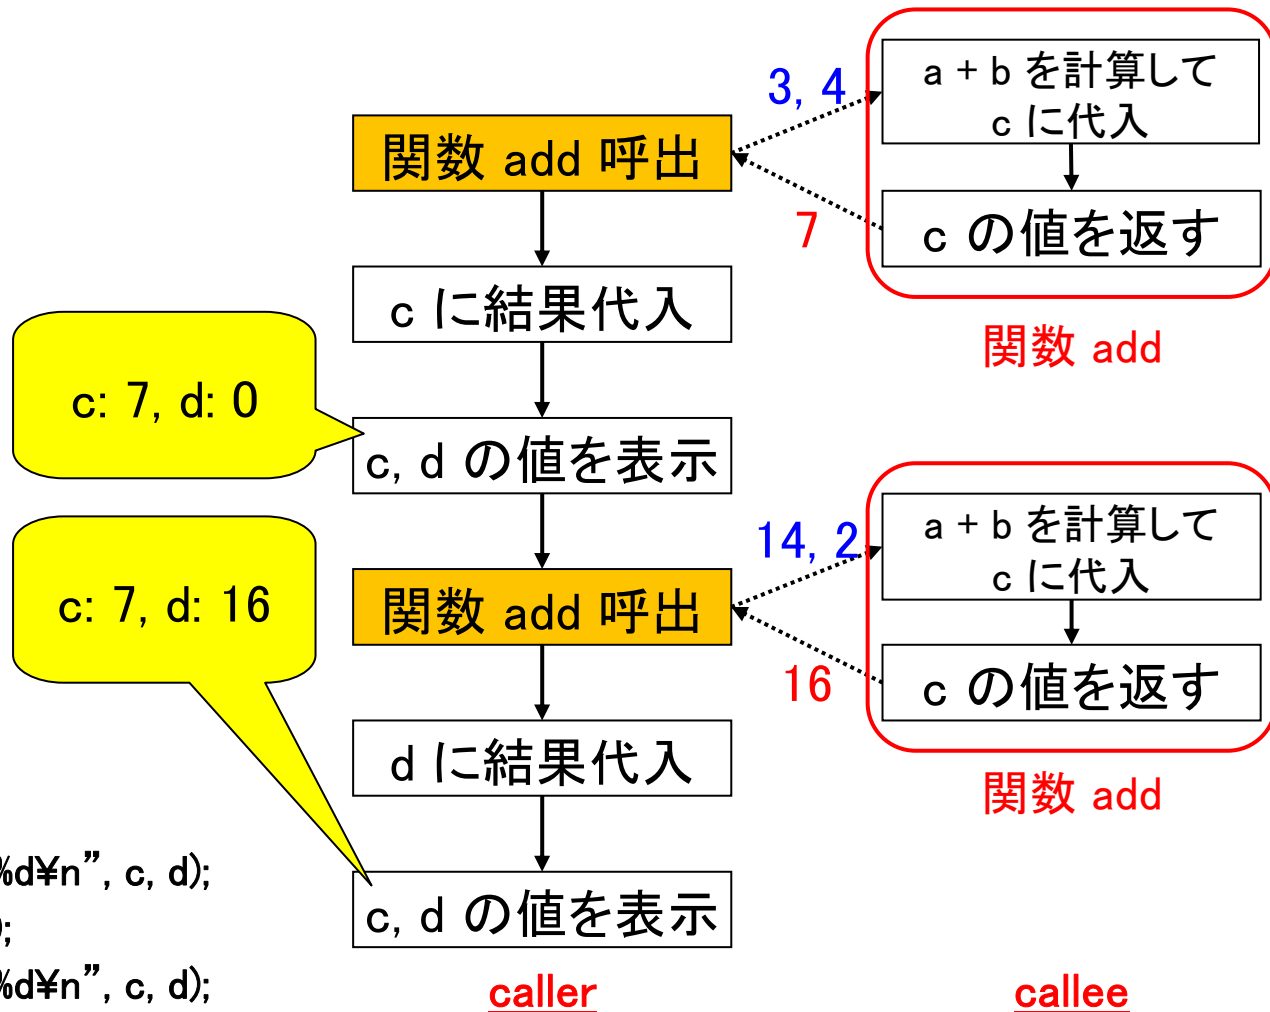 3, 4
a + b を計算して
c に代入
関数 add 呼出
7
c の値を返す
c に結果代入
関数 add
c: 7, d: 0
c, d の値を表示
14, 2
a + b を計算して
c に代入
c: 7, d: 16
関数 add 呼出
16
c の値を返す
d に結果代入
関数 add
%d¥n”, c, d);
c, d の値を表示
);
%d¥n”, c, d);
caller
callee